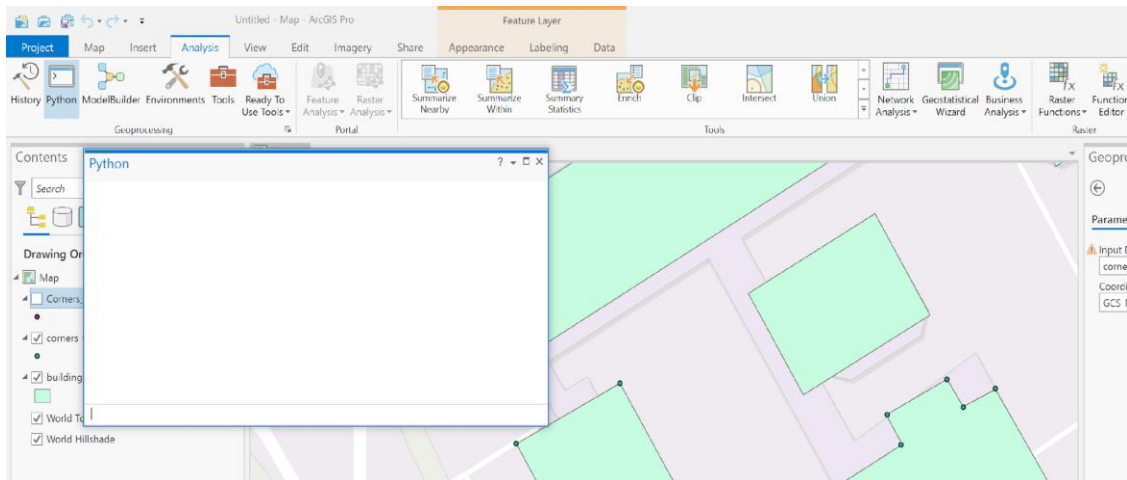 Untitled - Map - ArcGIS Pro
Feature Layer
Project Map Insert Analysis View Edit Imagery Share Appearance Labeling Data
History Python ModelBuilder Environments Tools Ready To Use Tools
Feature Analysis Raster Analysis
Summarize Nearby Summarize Within Summary Statistics Enrich Clip Intersect Union
Network Analysis Geostatistical Wizard Business Analysis Raster Functions Function Editor
Geoprocessing Portal Tools
Contents
Python
? 
Geopro
Search
Parame
Drawing Or
Input D
Map
corne
Corners_
Coordi
GCS
corners
building
World To
World Hillshade